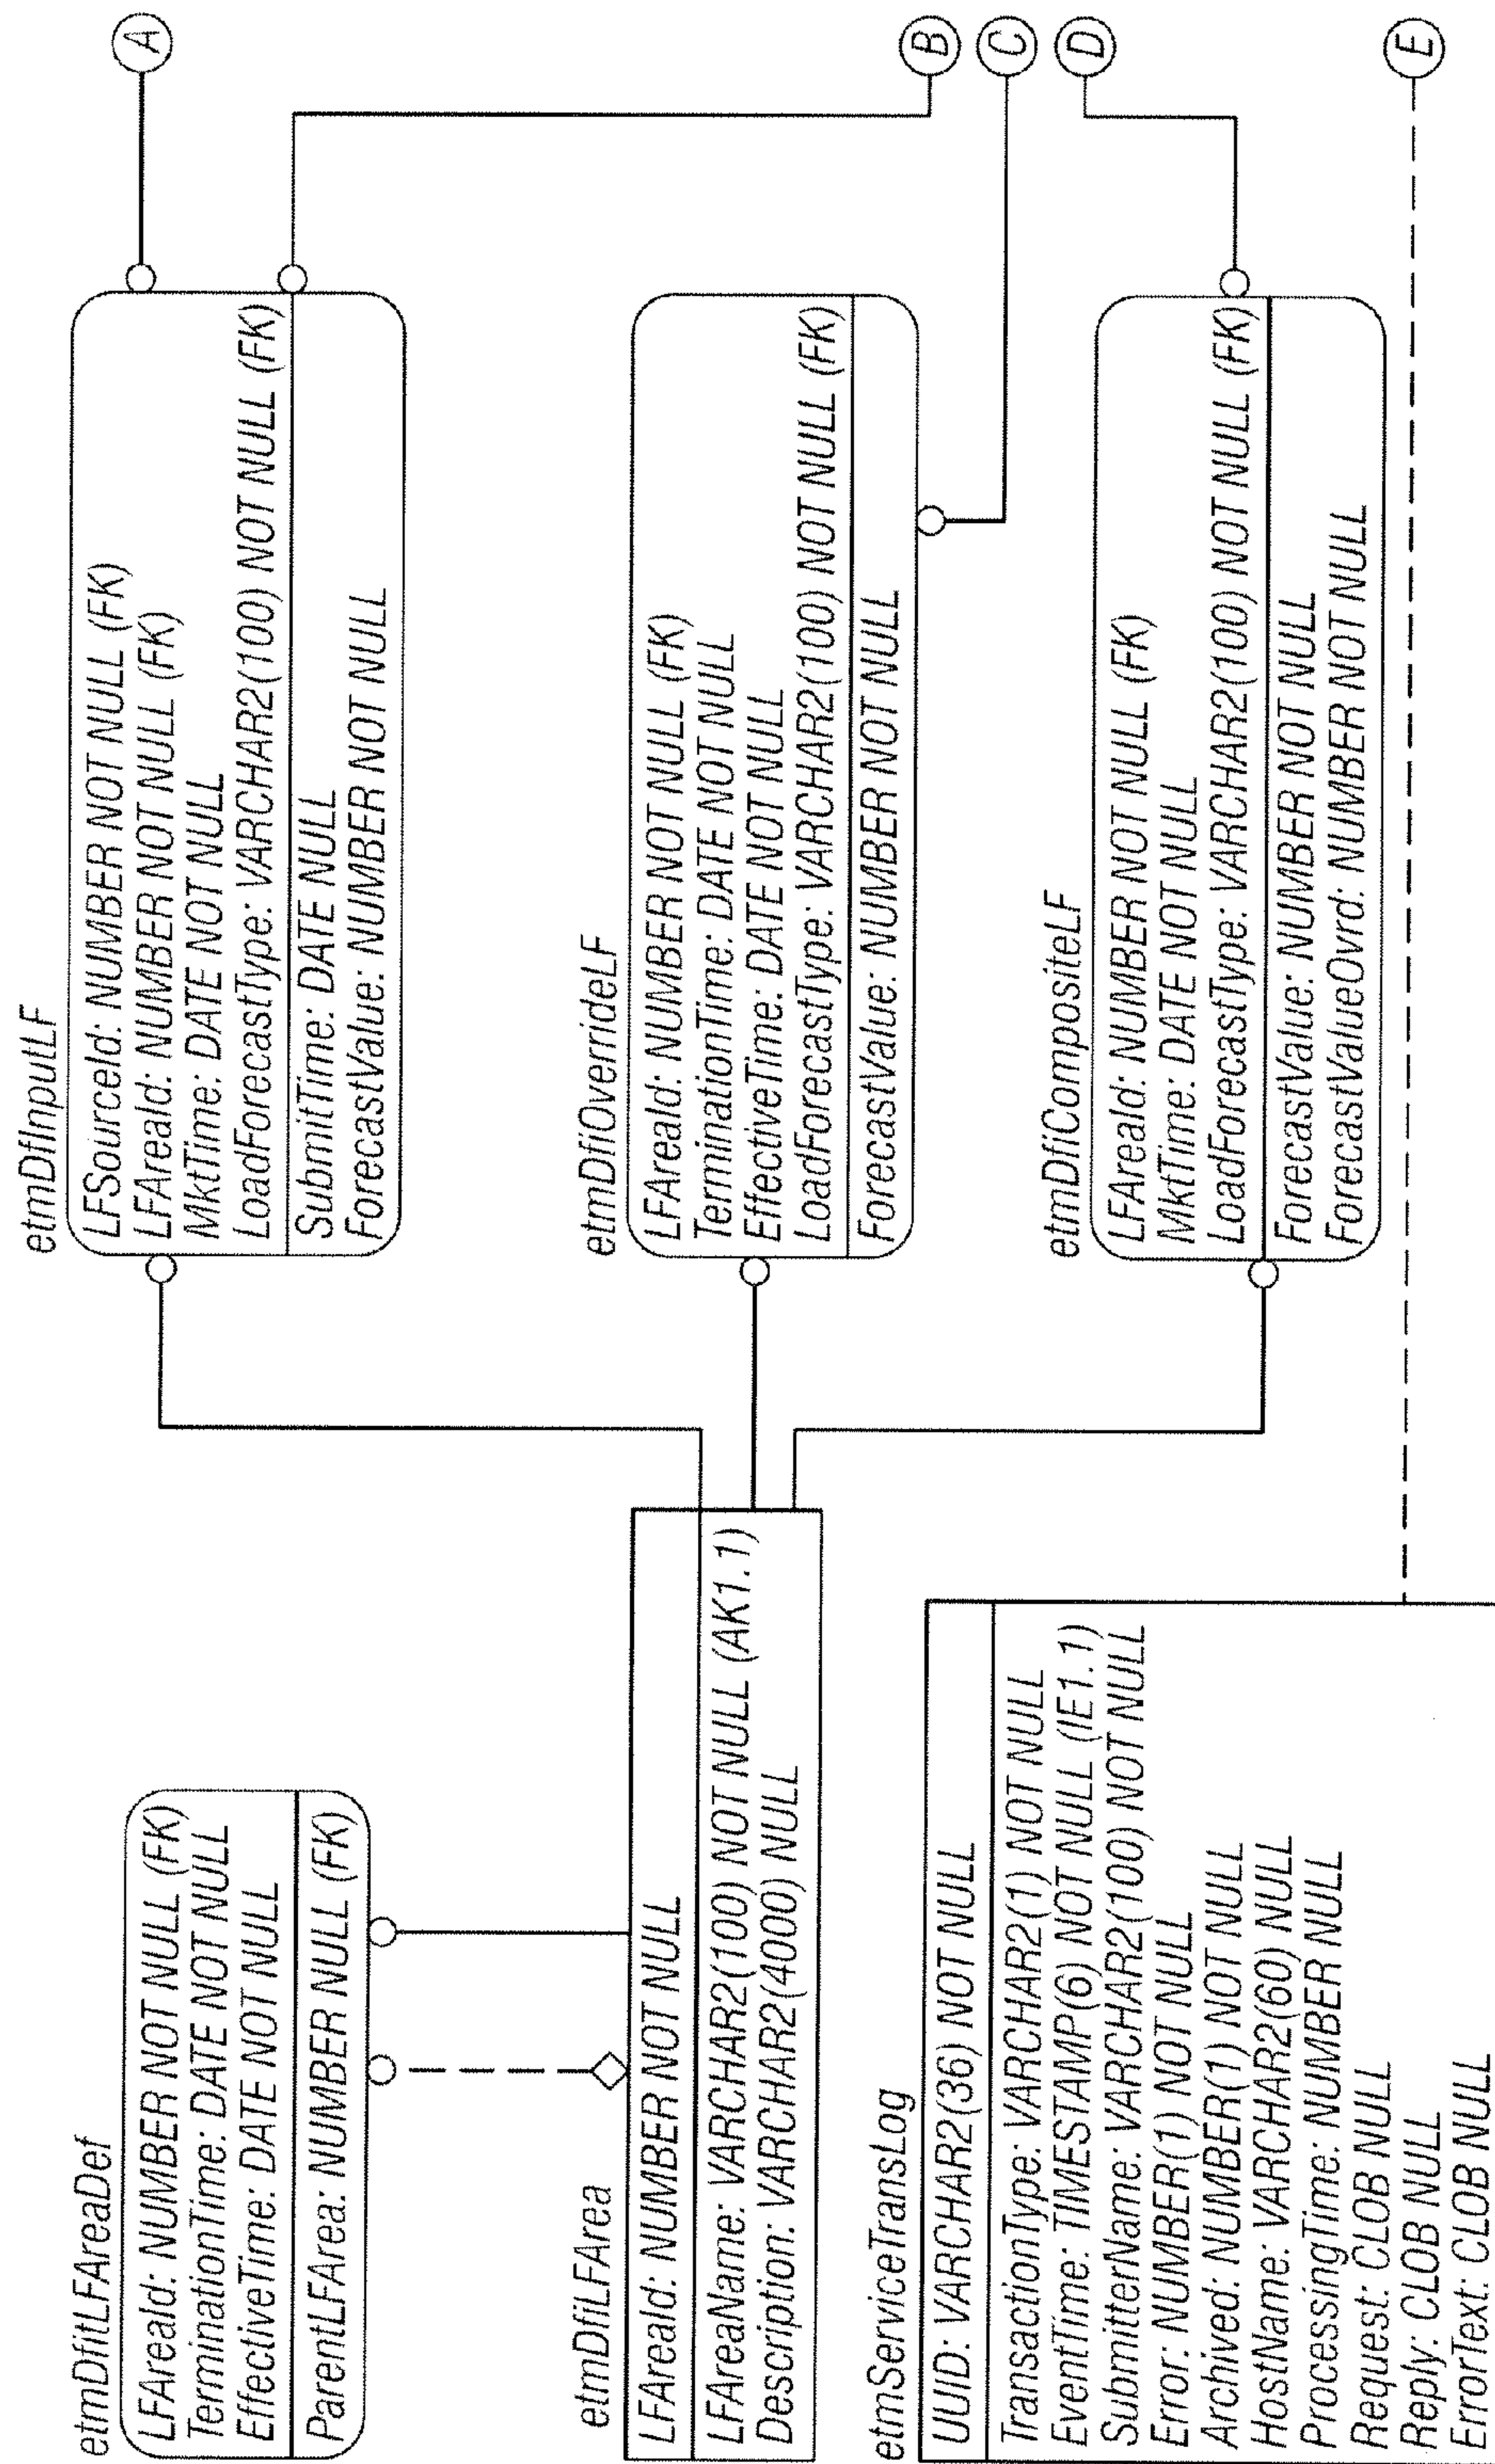 etmDfitLFAreaDef
LFAreaId: NUMBER NOT NULL (FK)
TerminationTime: DATE NOT NULL
EffectiveTime: DATE NOT NULL
ParentLFArea: NUMBER NULL (FK)
etmDfiLFArea
LFAreaId: NUMBER NOT NULL
LFAreaName: VARCHAR2(100) NOT NULL (AK1.1)
Description: VARCHAR2(4000) NULL
etmServiceTransLog
UUID: VARCHAR2(36) NOT NULL
TransactionType: VARCHAR2(1) NOT NULL
EventTime: TIMESTAMP(6) NOT NULL (IE1.1)
SubmitterName: VARCHAR2(100) NOT NULL
Error: NUMBER(1) NOT NULL
Archived: NUMBER(1) NOT NULL
HostName: VARCHAR2(60) NULL
ProcessingTime: NUMBER NULL
Request: CLOB NULL
Reply: CLOB NULL
ErrorText: CLOB NULL
etmDfInputLF
LFSourceId: NUMBER NOT NULL (FK)
LFAreaId: NUMBER NOT NULL (FK)
MktTime: DATE NOT NULL
LoadForecastType: VARCHAR2(100) NOT NULL (FK)
SubmitTime: DATE NULL
ForecastValue: NUMBER NOT NULL
etmDfiOverrideLF
LFAreaId: NUMBER NOT NULL (FK)
TerminationTime: DATE NOT NULL
EffectiveTime: DATE NOT NULL
LoadForecastType: VARCHAR2(100) NOT NULL (FK)
ForecastValue: NUMBER NOT NULL
etmDfiCompositeLF
LFAreaId: NUMBER NOT NULL (FK)
MktTime: DATE NOT NULL
LoadForecastType: VARCHAR2(100) NOT NULL (FK)
ForecastValue: NUMBER NOT NULL
ForecastValueOvrd: NUMBER NOT NULL
A
B
C
D
E